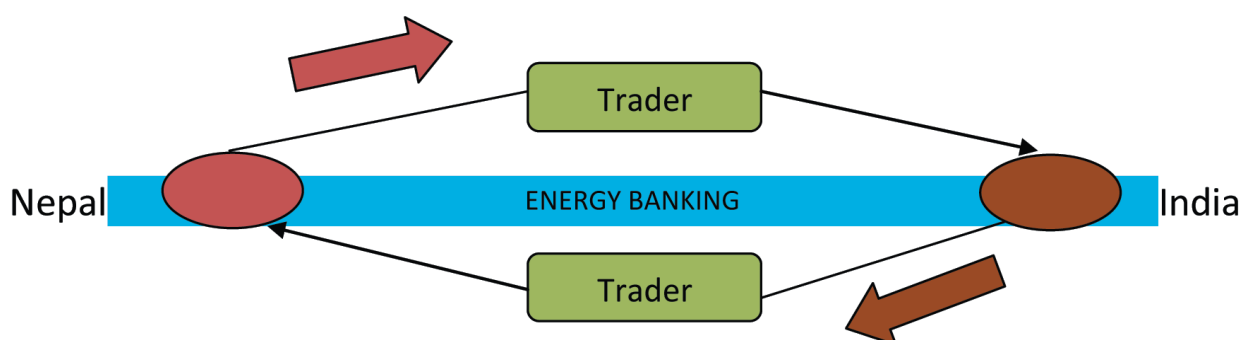 Trader
Nepal
ENERGY BANKING
India
Trader